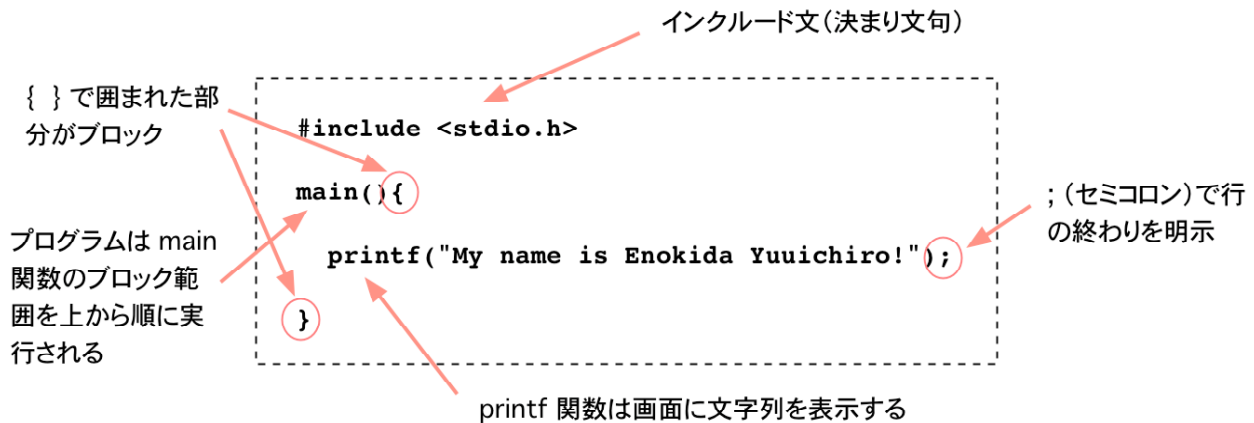 インクルード文(決まり文句)
{ } で囲まれた部
分がブロック
#include <stdio.h>
main(){
printf("My name is Enokida Yuuichiro!");
}
; (セミコロン)で行
の終わりを明示
プログラムは main
関数のブロック範
囲を上から順に実
行される
printf 関数は画面に文字列を表示する